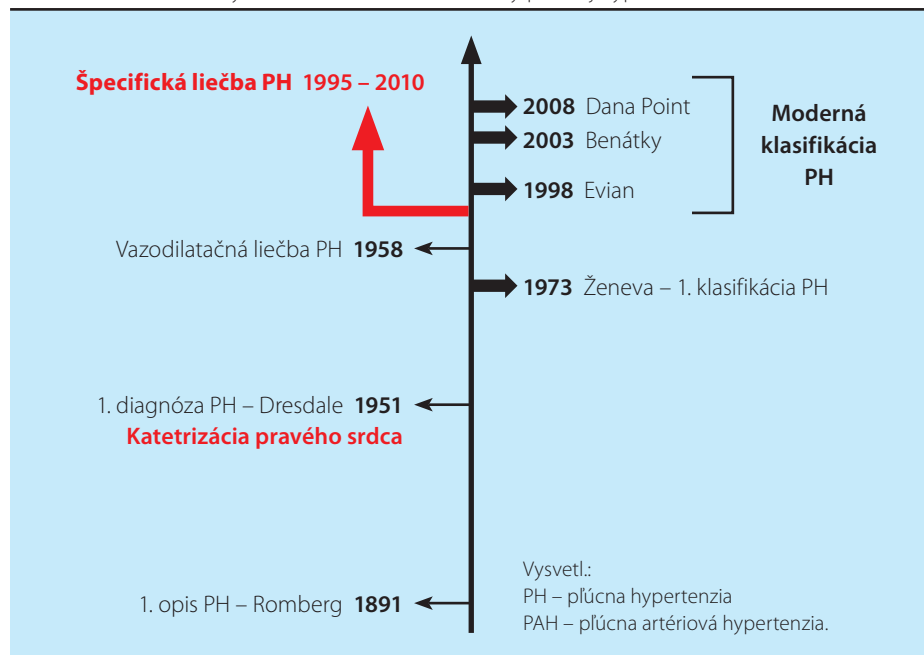 Špecifická liečba PH 1995 – 2010
2008 Dana Point
2003 Benátky
1998 Evian
Moderná
klasifikácia
PH
Vazodilatačná liečba PH 1958
1973 Ženeva – 1. klasifikácia PH
1. diagnóza PH – Dresdale 1951
Katetrizácia pravého srdca
1. opis PH – Romberg 1891
Vysvetl.:
PH – pľúcna hypertenzia
PAH – pľúcna artériová hypertenzia.